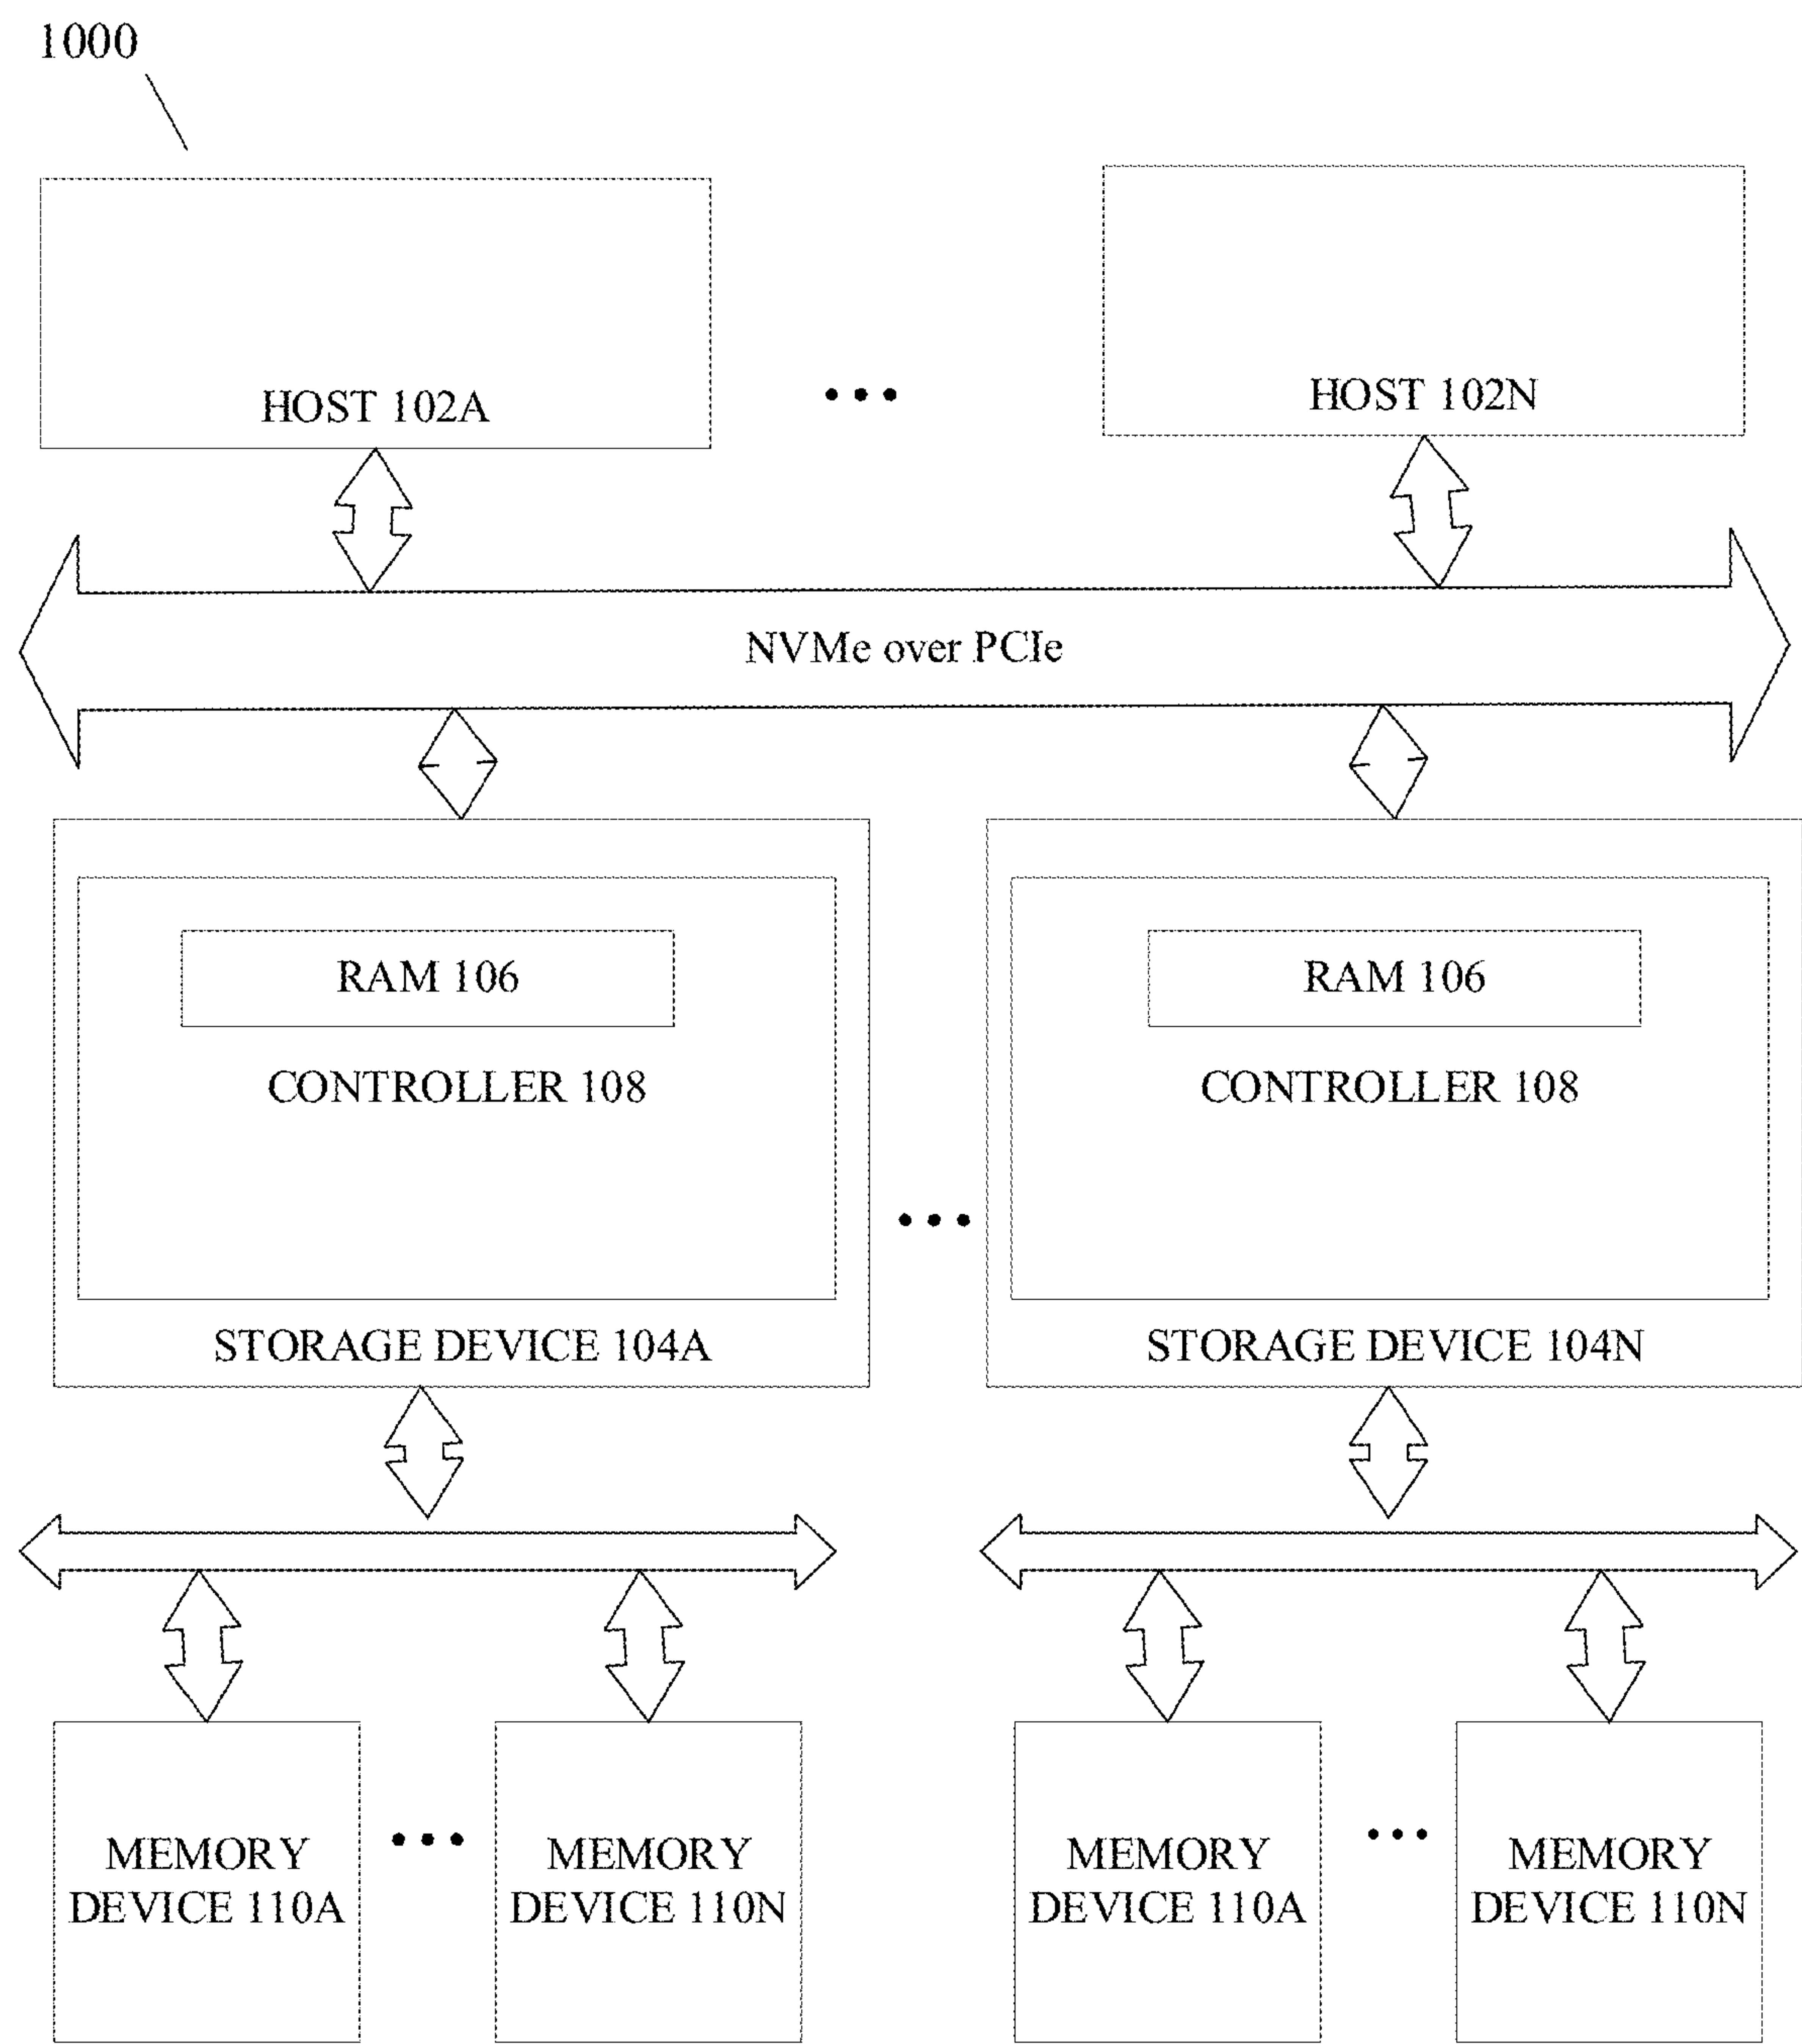 1000
HOST 102A
HOST 102N
NVMe over PCIe
RAM 106
RAM 106
CONTROLLER 108
CONTROLLER 108
STORAGE DEVICE 104A
STORAGE DEVICE 104N
MEMORY
DEVICE 110A
MEMORY
DEVICE 110N
MEMORY
DEVICE 110A
MEMORY
DEVICE 110N